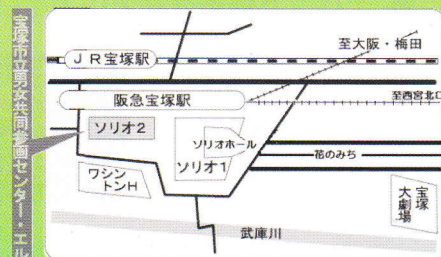 宝塚市立男女共同参画センター・エル
JR宝塚駅
至大阪・梅田
阪急宝塚駅
至西宮北口
ソリオ2
ソリオホール
ソリオ1
花のみち
ワシン
トンH
宝塚
大劇場
武庫川